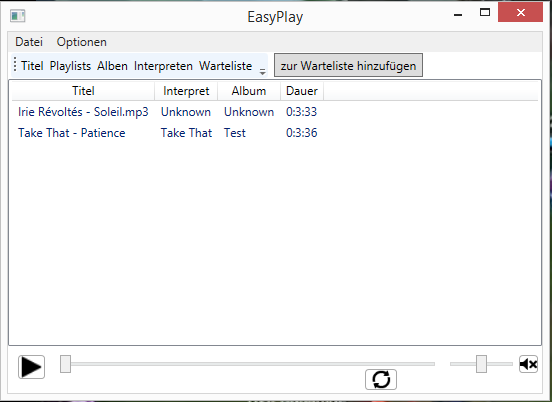 EasyPlay
Datei Optionen
Titel Playlists Alben Interpreten Warteliste zur Warteliste hinzufügen
Titel Interpret Album Dauer
Irie Révoltés - Soleil.mp3 Unknown Unknown 0:3:33
Take That - Patience Take That Test 0:3:36